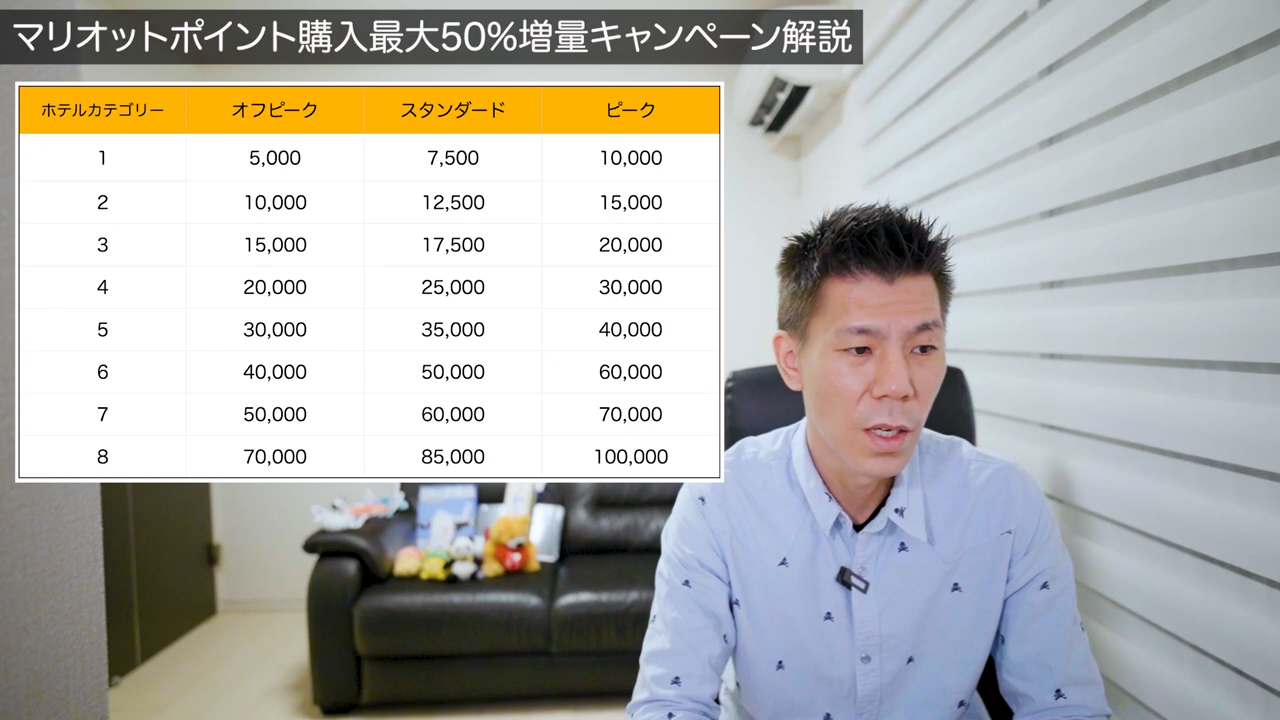 マリオットポイント購入最大50%増量キャンペーン解説
ホテルカテゴリー オフピーク スタンダード ピーク
1 5,000 7,500 10,000
2 10,000 12,500 15,000
3 15,000 17,500 20,000
4 20,000 25,000 30,000
5 30,000 35,000 40,000
6 40,000 50,000 60,000
7 50,000 60,000 70,000
8 70,000 85,000 100,000